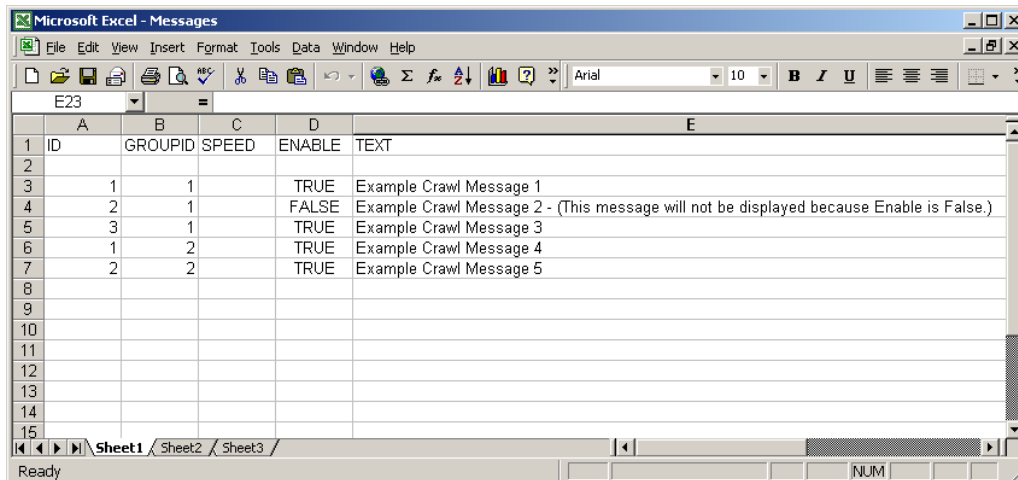 Microsoft Excel - Messages
File Edit View Insert Format Tools Data Window Help
Arial 10 B I U
E23 =
A B C D E
1 ID GROUPID SPEED ENABLE TEXT
2
3 1 1 TRUE Example Crawl Message 1
4 2 1 FALSE Example Crawl Message 2 - (This message will not be displayed because Enable is False.)
5 3 1 TRUE Example Crawl Message 3
6 1 2 TRUE Example Crawl Message 4
7 2 2 TRUE Example Crawl Message 5
8
9
10
11
12
13
14
15
Sheet1 Sheet2 Sheet3
Ready NUM